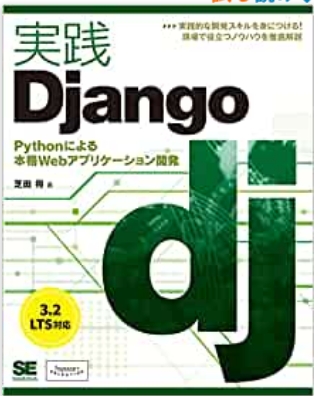 ▸▸▸ 実践的な開発スキルを身につける!
現場で役立つノウハウを徹底解説
実践
Django
Pythonによる
本格Webアプリケーション開発
芝田 将 著
dj
3.2
LTS対応
SE